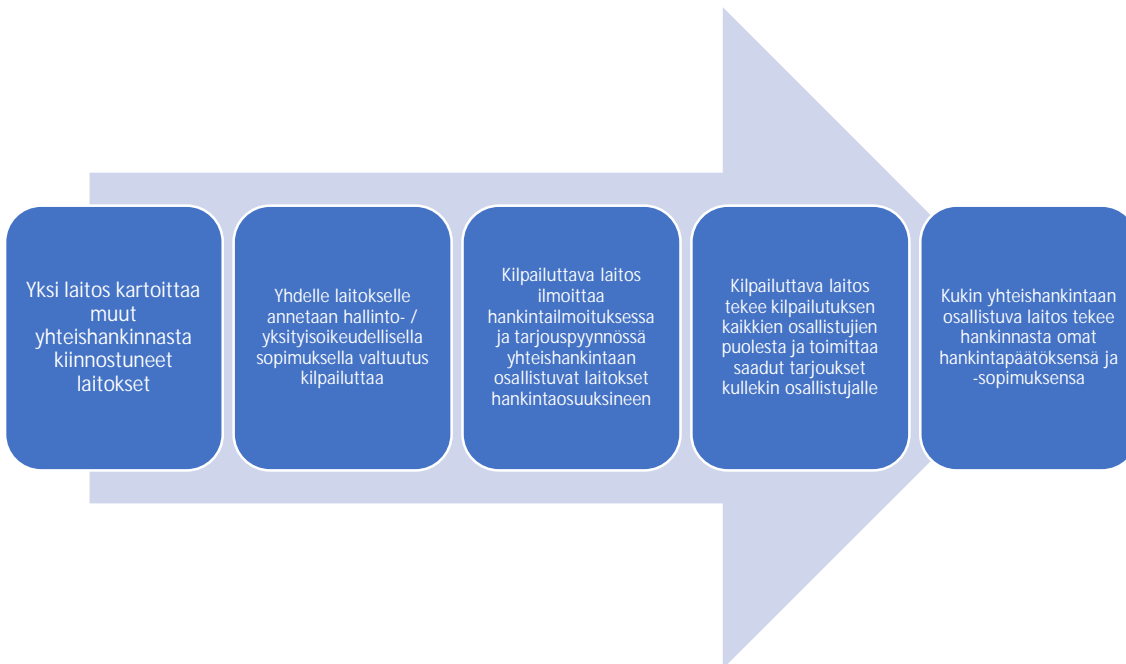 Yksi laitos kartoittaa
muut
yhteishankinnasta
kiinnostuneet
laitokset
Yhdelle laitokselle
annetaan hallinto- /
yksityisoikeudellisella
sopimuksella valtuutus
kilpailuttaa
Kilpailuttava laitos
ilmoittaa
hankintailmoituksessa
ja tarjouspyynnössä
yhteishankintaan
osallistuvat laitokset
hankintaosuuksineen
Kilpailuttava laitos
tekee kilpailutuksen
kaikkien osallistujien
puolesta ja toimittaa
saadut tarjoukset
kullekin osallistujalle
Kukin yhteishankintaan
osallistuva laitos tekee
hankinnasta omat
hankintapäätöksensä ja
-sopimuksensa